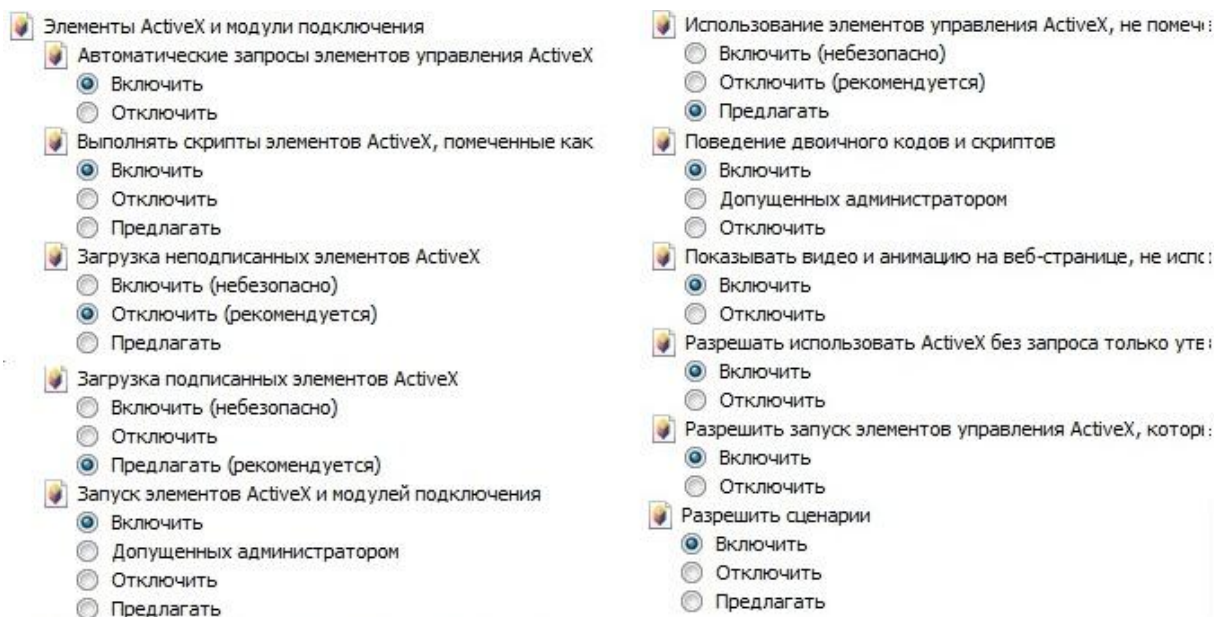 Элементы ActiveX и модули подключения
Автоматические запросы элементов управления ActiveX
Включить
Отключить
Выполнять скрипты элементов ActiveX, помеченные как
Включить
Отключить
Предлагать
Загрузка неподписанных элементов ActiveX
Включить (небезопасно)
Отключить (рекомендуется)
Предлагать
Загрузка подписанных элементов ActiveX
Включить (небезопасно)
Отключить
Предлагать (рекомендуется)
Запуск элементов ActiveX и модулей подключения
Включить
Допущенных администратором
Отключить
Предлагать
Использование элементов управления ActiveX, не
Включить (небезопасно)
Отключить (рекомендуется)
Предлагать
Поведение двоичного кодов и скриптов
Включить
Допущенных администратором
Отключить
Показывать видео и анимацию на веб-странице, не
Включить
Отключить
Разрешать использовать ActiveX без запроса только
Включить
Отключить
Разрешить запуск элементов управления ActiveX,
Включить
Отключить
Разрешить сценарии
Включить
Отключить
Предлагать